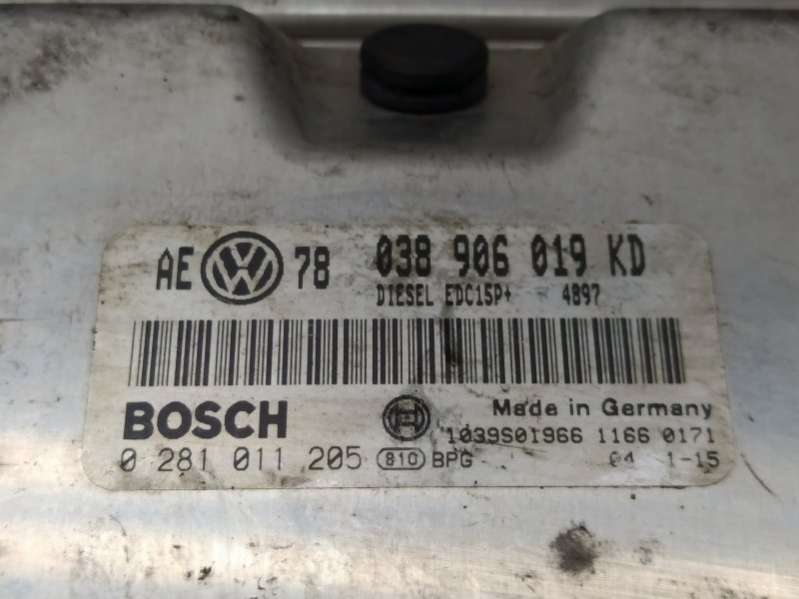 AE VW 78 038 906 019 KD
DIESEL EDC15P+ 4897
BOSCH Made in Germany
1039S01966 1166 0171
0 281 011 205 810 BPG 04 1-15